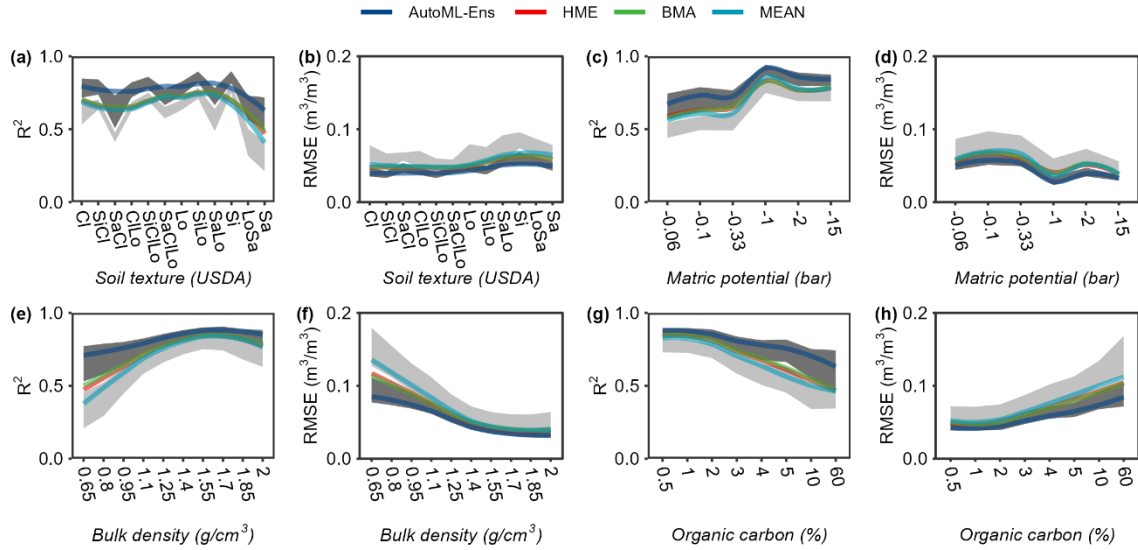 AutoML-Ens HME BMA MEAN
(a) (b) (c) (d)
1.0 0.5 0.0
R²
Cl SiCl SaCl ClLo SiClLo SaClLo Lo SiLo SaLo Si LoSa Sa
Soil texture (USDA)
0.2 0.1 0.0
RMSE (m³/m³)
Cl SiCl SaCl ClLo SiClLo SaClLo Lo SiLo SaLo Si LoSa Sa
Soil texture (USDA)
1.0 0.5 0.0
R²
-0.06 -0.1 -0.33 -1 -2 -15
Matric potential (bar)
0.2 0.1 0.0
RMSE (m³/m³)
-0.06 -0.1 -0.33 -1 -2 -15
Matric potential (bar)
(e) (f) (g) (h)
1.0 0.5 0.0
R²
0 0.65 0.8 0.95 1.1 1.25 1.4 1.55 1.7 1.85 2
Bulk density (g/cm³)
0.2 0.1 0.0
RMSE (m³/m³)
0 0.65 0.8 0.95 1.1 1.25 1.4 1.55 1.7 1.85 2
Bulk density (g/cm³)
1.0 0.5 0.0
R²
0.5 1 2 3 4 5 10 60
Organic carbon (%)
0.2 0.1 0.0
RMSE (m³/m³)
0.5 1 2 3 4 5 10 60
Organic carbon (%)